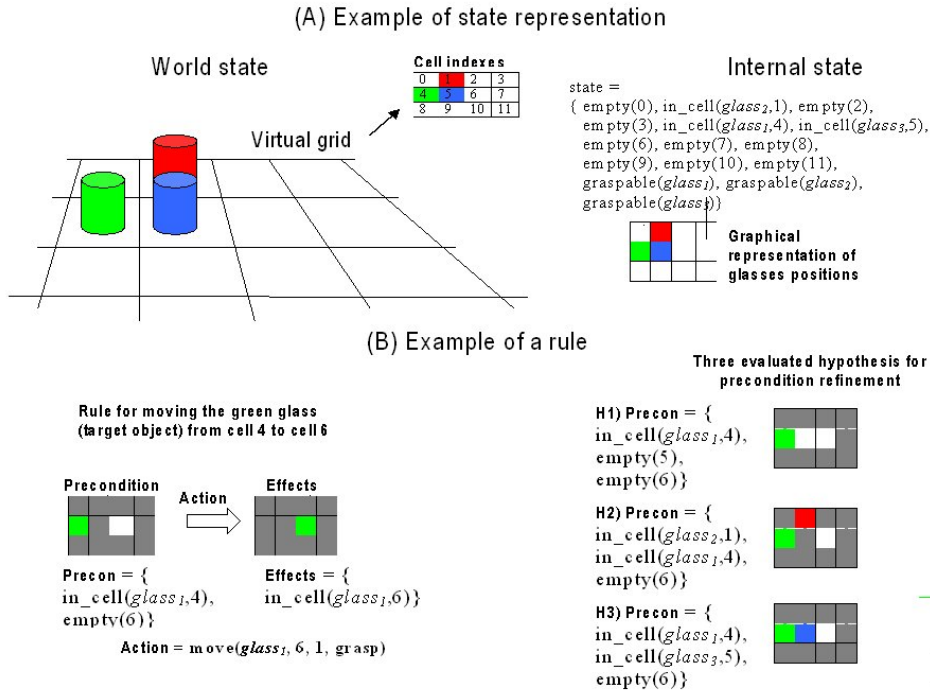 (A) Example of state representation
World state
Cell indexes
0 1 2 3
4 5 6 7
8 9 10 11
Virtual grid
Internal state
state =
{ empty(0), in_cell(glass2,1), empty(2),
empty(3), in_cell(glass1,4), in_cell(glass3,5),
empty(6), empty(7), empty(8),
empty(9), empty(10), empty(11),
graspable(glass1), graspable(glass2),
graspable(glass3)}
Graphical
representation of
glasses positions
(B) Example of a rule
Rule for moving the green glass
(target object) from cell 4 to cell 6
Precondition
Action
Effects
Precon = {
in_cell(glass1,4),
empty(6)}
Effects = {
in_cell(glass1,6)}
Action = move(glass1, 6, 1, grasp)
Three evaluated hypothesis for
precondition refinement
H1) Precon = {
in_cell(glass1,4),
empty(5),
empty(6)}
H2) Precon = {
in_cell(glass2,1),
in_cell(glass1,4),
empty(6)}
H3) Precon = {
in_cell(glass1,4),
in_cell(glass3,5),
empty(6)}